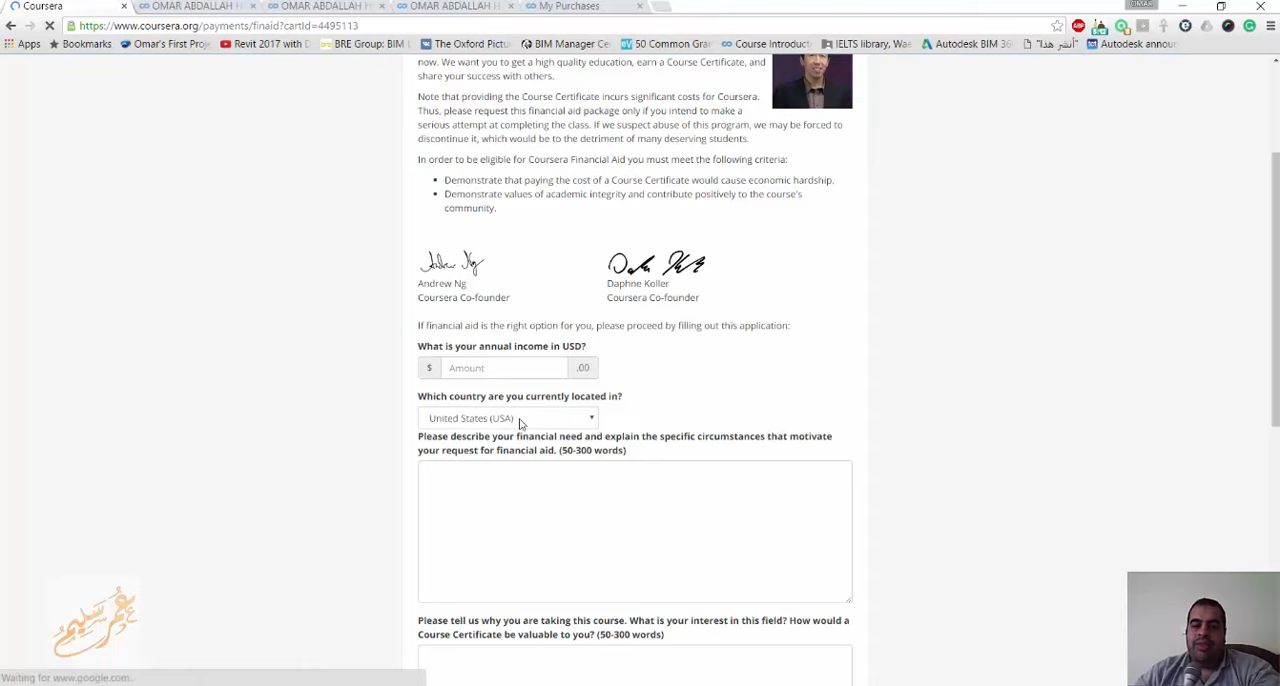 Coursera
OMAR ABDALLAH H
OMAR ABDALLAH H
OMAR ABDALLAH H
My Purchases
https://www.coursera.org/payments/finaid?cartId=4495113
Apps
Bookmarks
Omar's First Pro
Revit 2017 with D
BRE Group: BIM L
The Oxford Pictu
BIM Manager Ce
50 Common Gra
Course Introduct
IELTS library, Wa
Autodesk BIM 36
"أنشر هذا"
Autodesk annou
now. We want you to get a high quality education, earn a Course Certificate, and
share your success with others.
Note that providing the Course Certificate incurs significant costs for Coursera.
Thus, please request this financial aid package only if you intend to make a
serious attempt at completing the class. If we suspect abuse of this program, we may be forced to
discontinue it, which would be to the detriment of many deserving students.
In order to be eligible for Coursera Financial Aid you must meet the following criteria:
• Demonstrate that paying the cost of a Course Certificate would cause economic hardship.
• Demonstrate values of academic integrity and contribute positively to the course's
community.
Andrew Ng
Coursera Co-founder
Daphne Koller
Coursera Co-founder
If financial aid is the right option for you, please proceed by filling out this application:
What is your annual income in USD?
$ Amount .00
Which country are you currently located in?
United States (USA)
Please describe your financial need and explain the specific circumstances that motivate
your request for financial aid. (50-300 words)
Please tell us why you are taking this course. What is your interest in this field? How would a
Course Certificate be valuable to you? (50-300 words)
عمر سليم
Waiting for www.google.com...